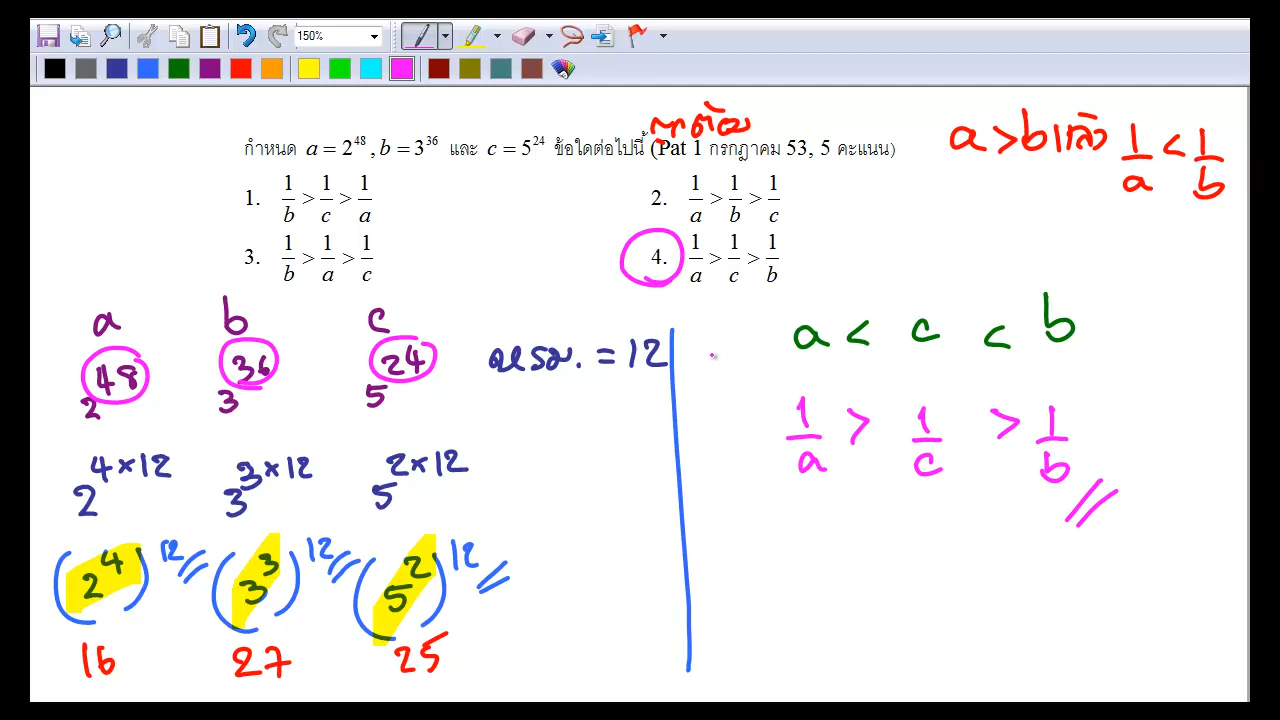 150%
ถูกต้อง
กำหนด a = 2^48 , b = 3^36 และ c = 5^24 ข้อใดต่อไปนี้ (Pat 1 กรกฎาคม 53, 5 คะแนน)
a > b แล้ว 1/a < 1/b
1. 1/b > 1/c > 1/a
2. 1/a > 1/b > 1/c
3. 1/b > 1/a > 1/c
4. 1/a > 1/c > 1/b
a b c
2^48 3^36 5^24
หรม. = 12
a < c < b
1/a > 1/c > 1/b
2^4×12 3^3×12 5^2×12
(2^4)^12 (3^3)^12 (5^2)^12
16 27 25